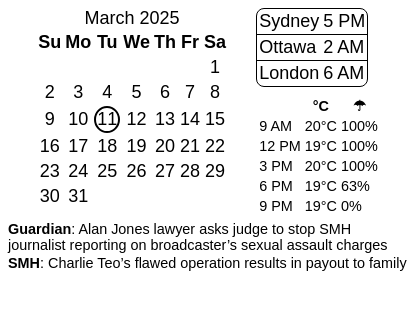 March 2025
Su Mo Tu We Th Fr Sa
1
2 3 4 5 6 7 8
9 10 11 12 13 14 15
16 17 18 19 20 21 22
23 24 25 26 27 28 29
30 31
Sydney 5 PM
Ottawa 2 AM
London 6 AM
°C ☂
9 AM 20°C 100%
12 PM 19°C 100%
3 PM 20°C 100%
6 PM 19°C 63%
9 PM 19°C 0%
Guardian: Alan Jones lawyer asks judge to stop SMH
journalist reporting on broadcaster’s sexual assault charges
SMH: Charlie Teo’s flawed operation results in payout to family